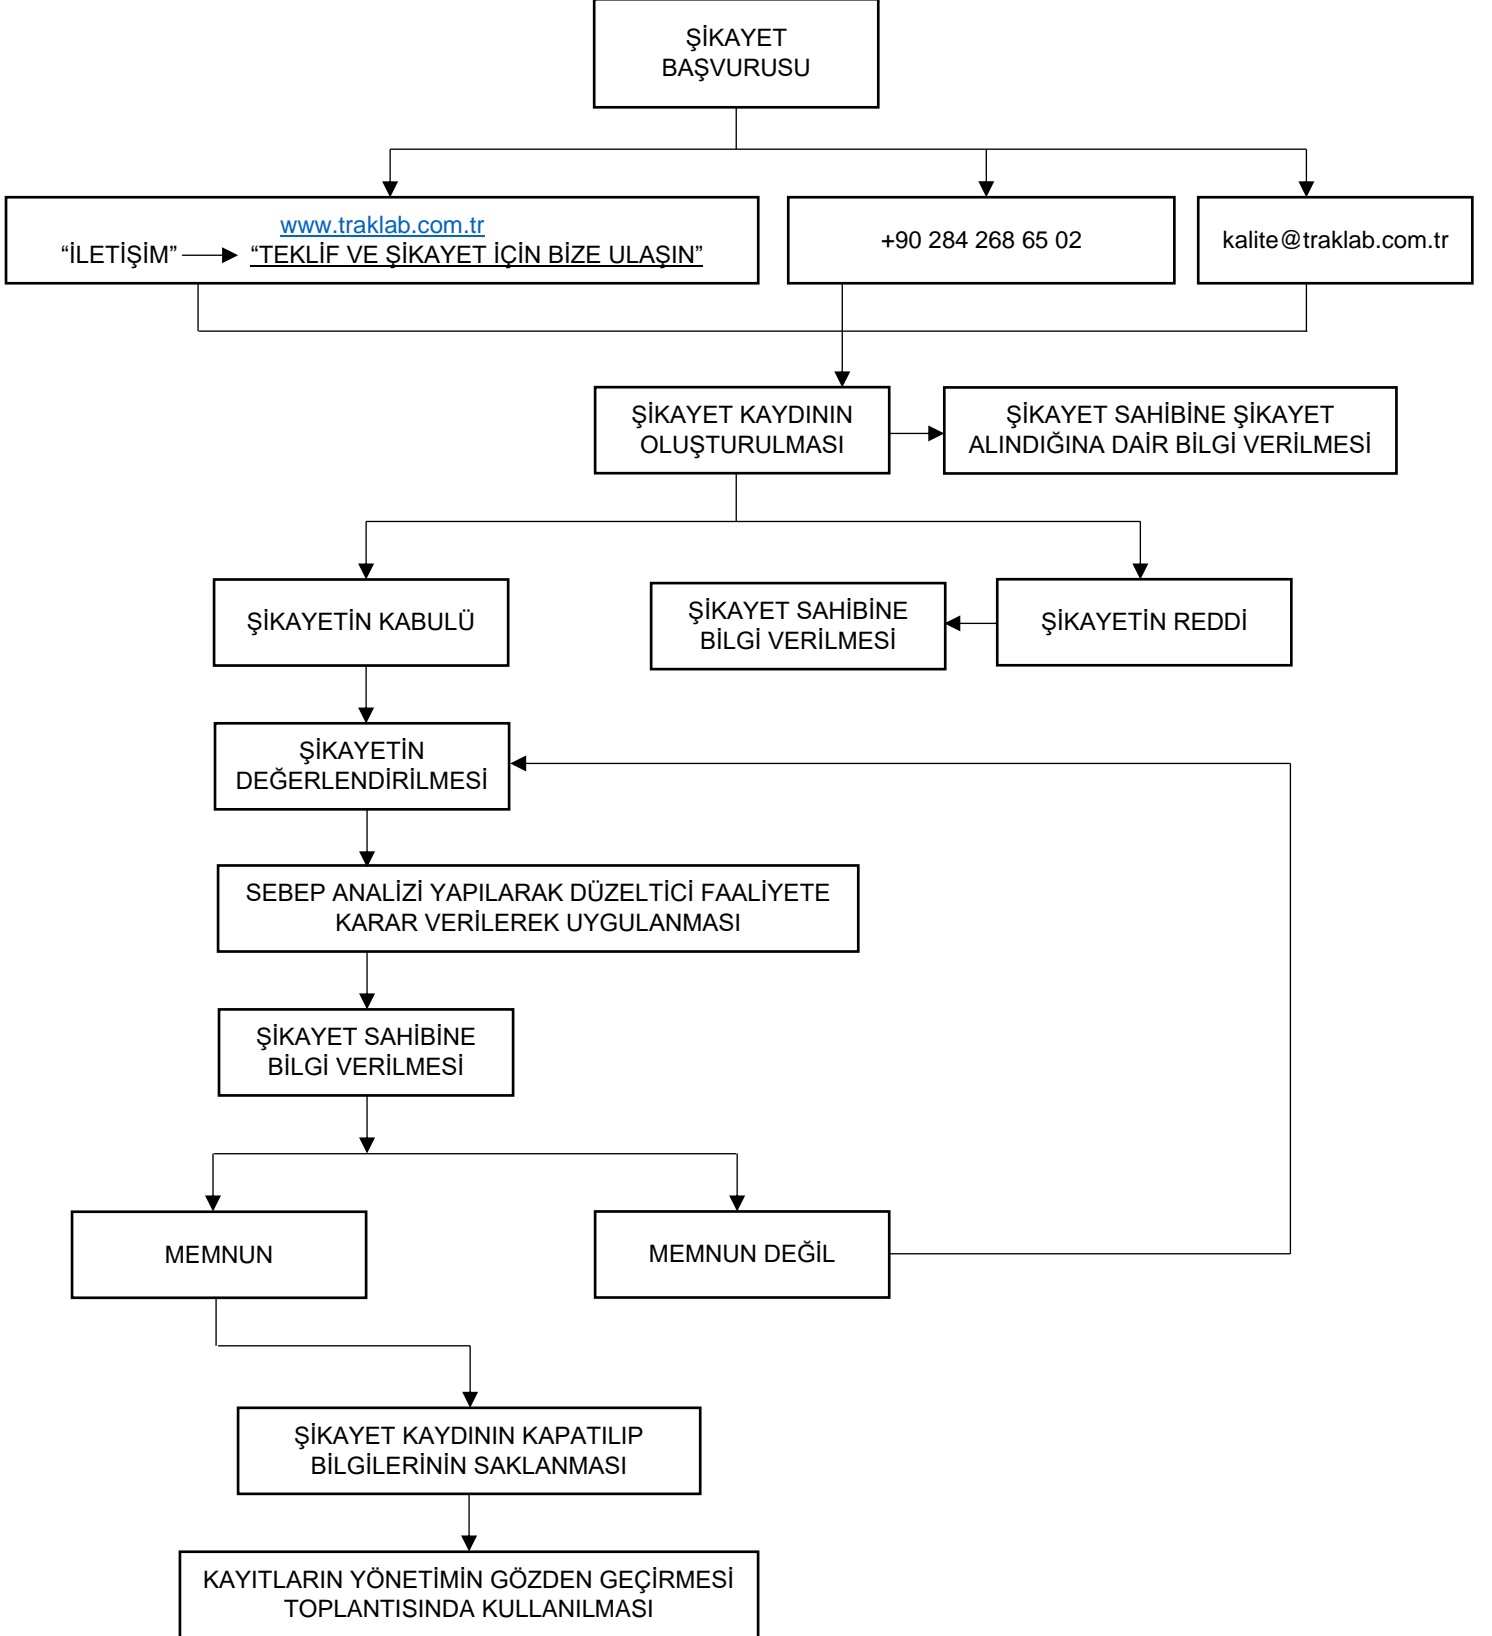 ŞİKAYET
BAŞVURUSU
www.traklab.com.tr
“İLETİŞİM” “TEKLİF VE ŞİKAYET İÇİN BİZE ULAŞIN”
+90 284 268 65 02
kalite@traklab.com.tr
ŞİKAYET KAYDININ
OLUŞTURULMASI
ŞİKAYET SAHİBİNE ŞİKAYET
ALINDIĞINA DAİR BİLGİ VERİLMESİ
ŞİKAYETİN KABULÜ
ŞİKAYET SAHİBİNE
BİLGİ VERİLMESİ
ŞİKAYETİN REDDİ
ŞİKAYETİN
DEĞERLENDİRİLMESİ
SEBEP ANALİZİ YAPILARAK DÜZELTİCİ FAALİYETE
KARAR VERİLEREK UYGULANMASI
ŞİKAYET SAHİBİNE
BİLGİ VERİLMESİ
MEMNUN
MEMNUN DEĞİL
ŞİKAYET KAYDININ KAPATILIP
BİLGİLERİNİN SAKLANMASI
KAYITLARIN YÖNETİMİN GÖZDEN GEÇİRMESİ
TOPLANTISINDA KULLANILMASI